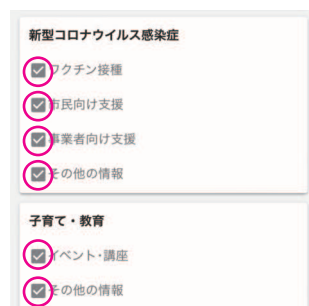 新型コロナウイルス感染症
ワクチン接種
市民向け支援
事業者向け支援
その他の情報
子育て・教育
イベント・講座
その他の情報